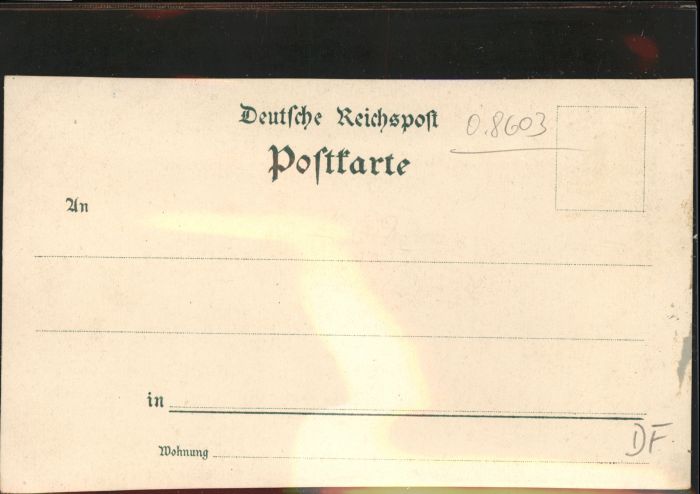 Deutsche Reichspost
0.8603
Postkarte
An
in
DF
Wohnung